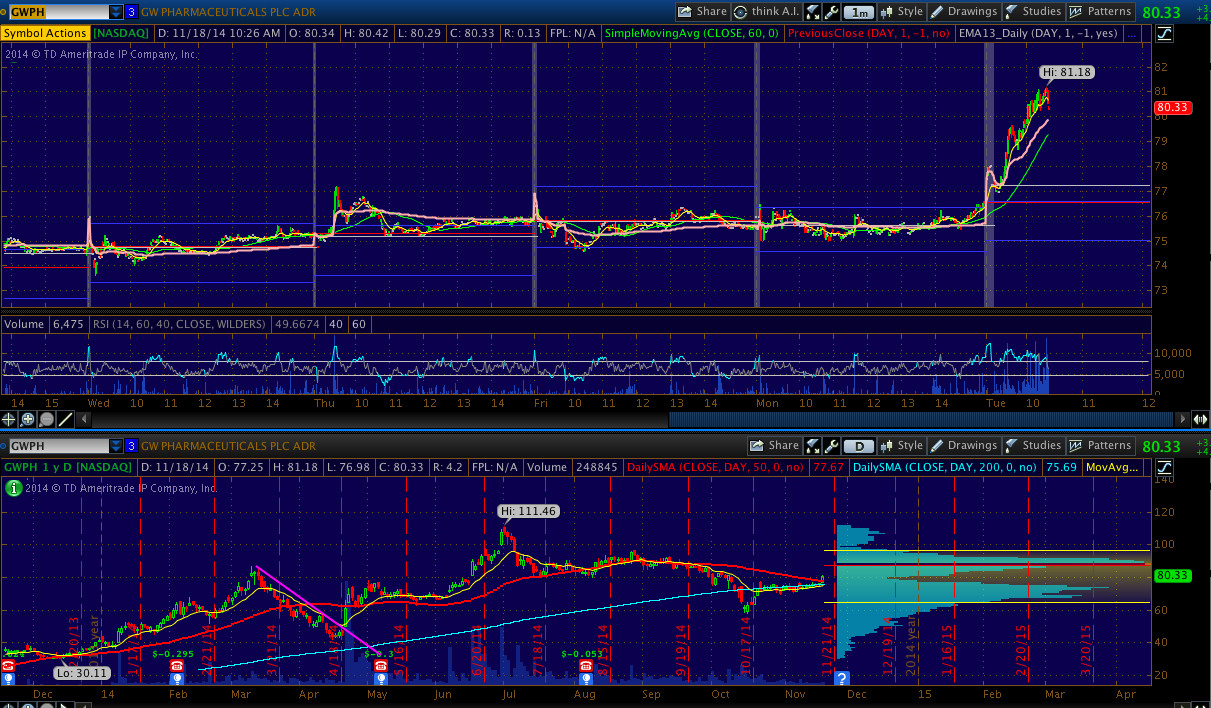 GWPH 3 GW PHARMACEUTICALS PLC ADR Share think A.I. 1m Style Drawings Studies Patterns 80.33
Symbol Actions [NASDAQ] D: 11/18/14 10:26 AM O: 80.34 H: 80.42 L: 80.29 C: 80.33 R: 0.13 FPL: N/A SimpleMovingAvg (CLOSE, 60, 0) PreviousClose (DAY, 1, -1, no) EMA13_Daily (DAY, 1, -1, yes) ...
2014 © TD Ameritrade IP Company, Inc.
Hi: 81.18
82
81
80.33
80
79
78
77
76
75
74
73
Volume 6,475 RSI (14, 60, 40, CLOSE, WILDERS) 49.6674 40 60
10,000
5,000
14 15 Wed 10 11 12 13 14 Thu 10 11 12 13 14 Fri 10 11 12 13 14 Mon 10 11 12 13 14 Tue 10 11 12
GWPH 3 GW PHARMACEUTICALS PLC ADR Share D Style Drawings Studies Patterns 80.33
GWPH 1 y D [NASDAQ] D: 11/18/14 O: 77.25 H: 81.18 L: 76.98 C: 80.33 R: 4.2 FPL: N/A Volume 248845 DailySMA (CLOSE, DAY, 50, 0, no) 77.67 DailySMA (CLOSE, DAY, 200, 0, no) 75.69 MovAvg...
i 2014 © TD Ameritrade IP Company, Inc.
140
Hi: 111.46
120
100
80.33
60
40
20
Lo: 30.11
$-0.295
$-0.053
2/21/14
5/16/14
6/20/14
7/18/14
8/15/14
9/19/14
10/17/14
11/21/14
2014 year
1/16/15
2/20/15
3/20/15
?
Dec 14 Feb Mar Apr May Jun Jul Aug Sep Oct Nov Dec 15 Feb Mar Apr